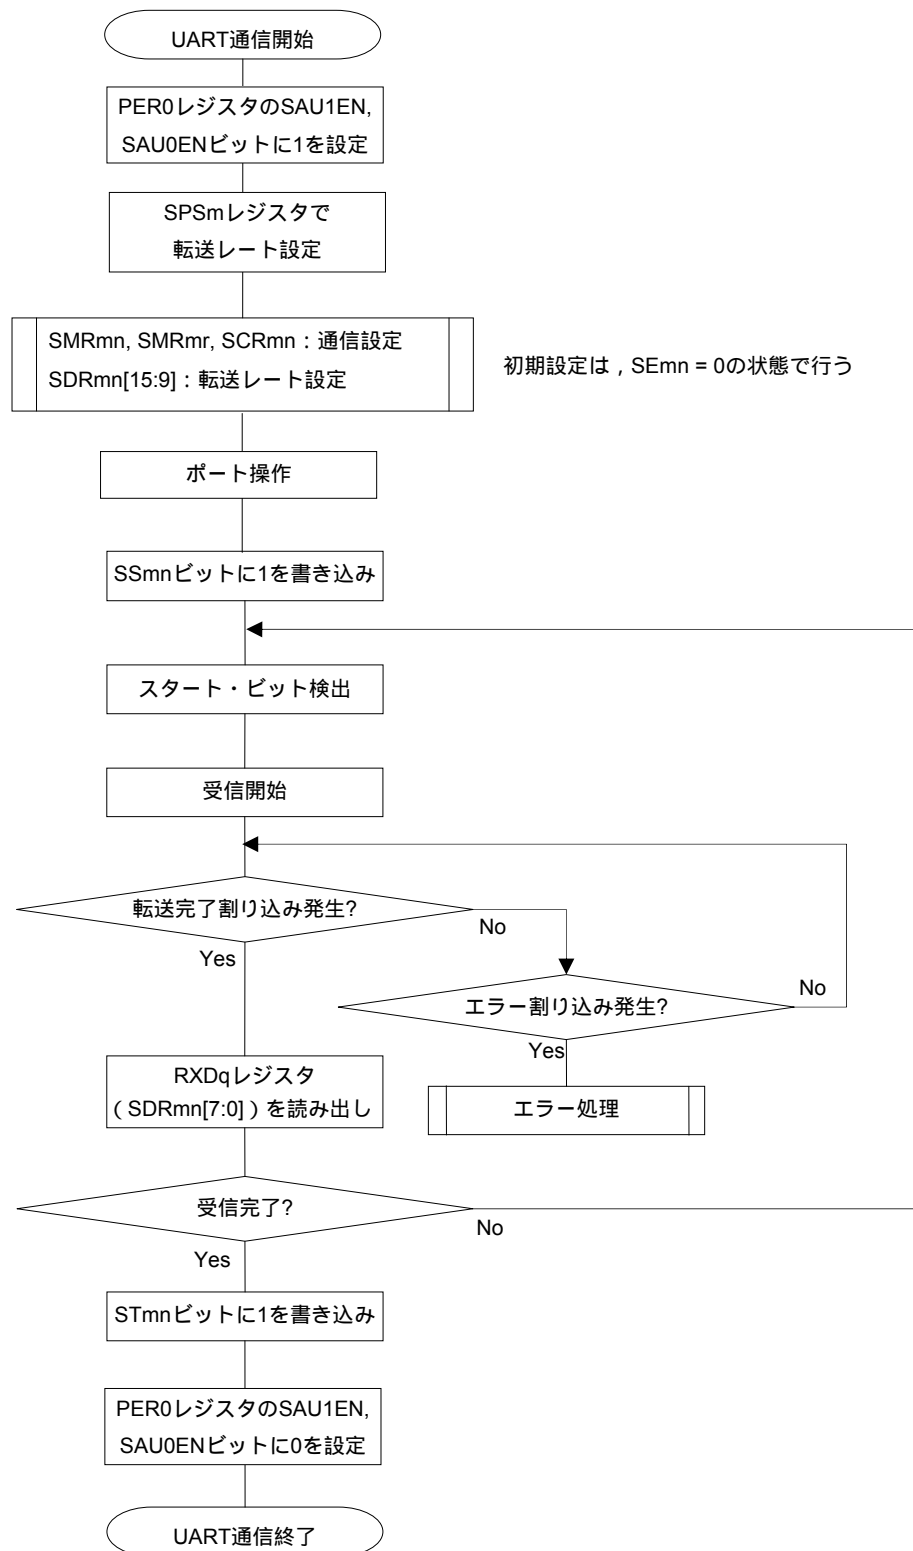 UART通信開始
PER0レジスタのSAU1EN,
SAU0ENビットに1を設定
SPSmレジスタで
転送レート設定
SMRmn, SMRmr, SCRmn：通信設定
SDRmn[15:9]：転送レート設定
初期設定は，SEmn = 0の状態で行う
ポート操作
SSmnビットに1を書き込み
スタート・ビット検出
受信開始
転送完了割り込み発生?
No
Yes
エラー割り込み発生?
No
Yes
RXDqレジスタ
（SDRmn[7:0]）を読み出し
エラー処理
受信完了?
No
Yes
STmnビットに1を書き込み
PER0レジスタのSAU1EN,
SAU0ENビットに0を設定
UART通信終了